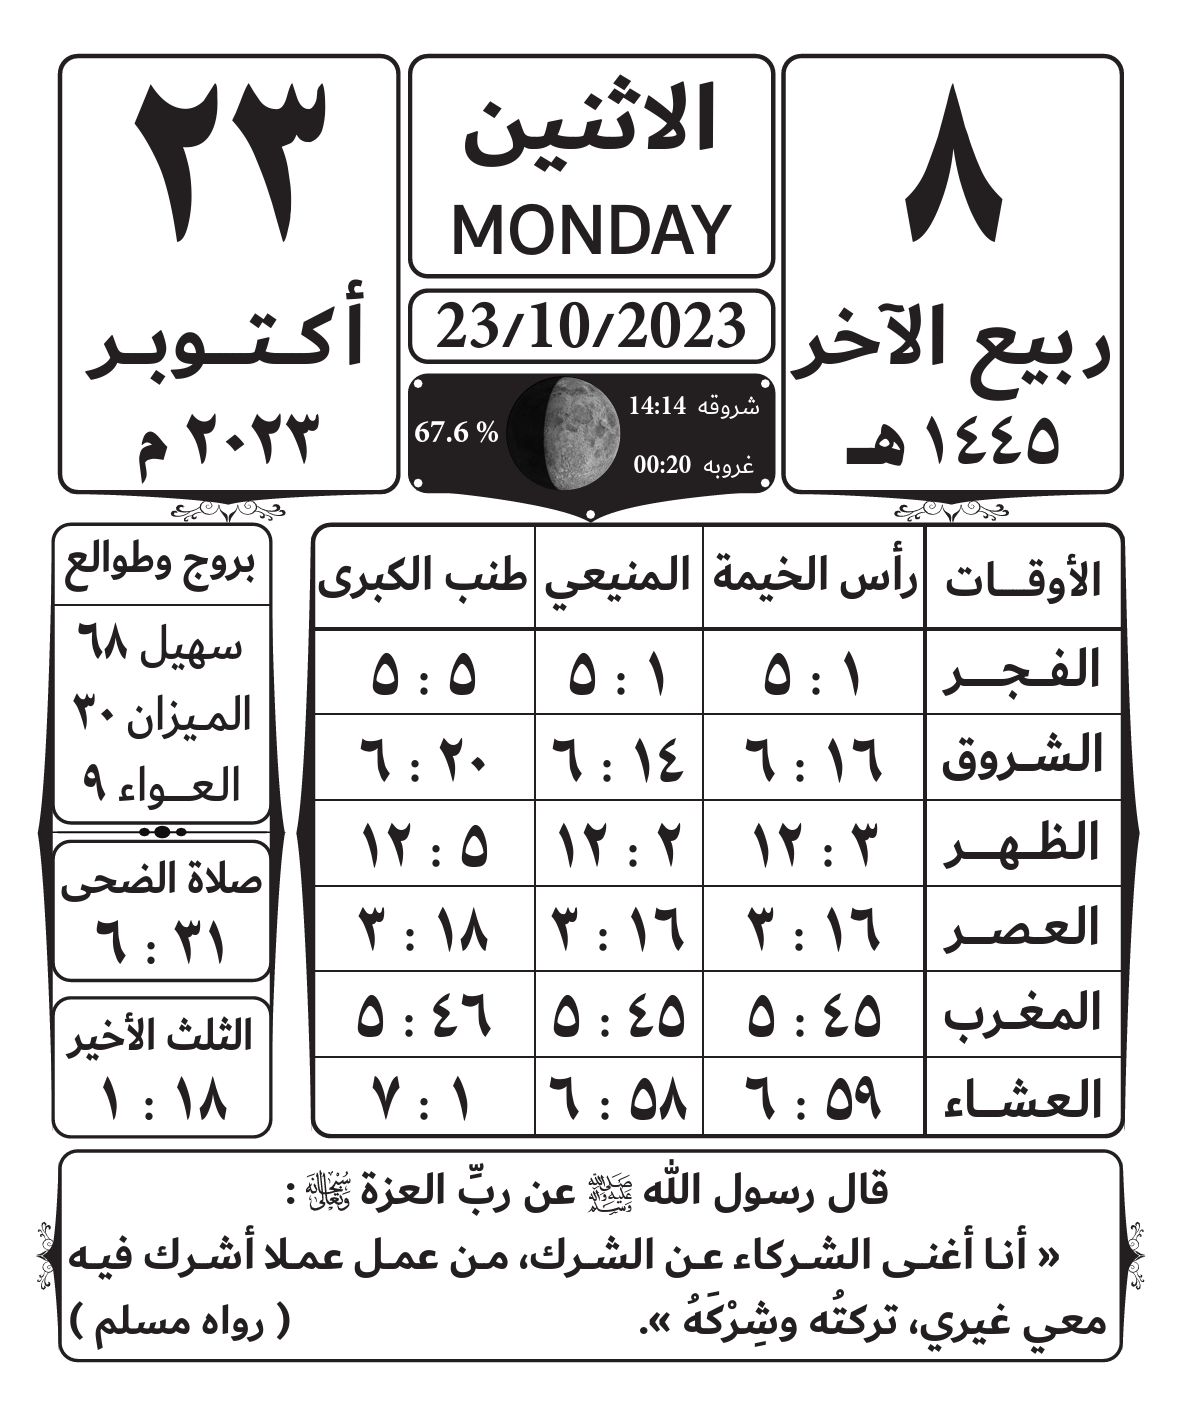 ٨
ربيع الآخر
١٤٤٥ هـ
الاثنين
MONDAY
23/10/2023
شروقه 14:14
غروبه 00:20
67.6 %
٢٣
أكتوبر
٢٠٢٣ م
الأوقات رأس الخيمة المنيعي طنب الكبرى
الفجر ٥ : ١ ٥ : ١ ٥ : ٥
الشروق ٦ : ١٦ ٦ : ١٤ ٦ : ٢٠
الظهر ١٢ : ٣ ١٢ : ٢ ١٢ : ٥
العصر ٣ : ١٦ ٣ : ١٦ ٣ : ١٨
المغرب ٥ : ٤٥ ٥ : ٤٥ ٥ : ٤٦
العشاء ٦ : ٥٩ ٦ : ٥٨ ٧ : ١
بروج وطوالع
سهيل ٦٨
الميزان ٣٠
العواء ٩
صلاة الضحى
٦ : ٣١
الثلث الأخير
١ : ١٨
قال رسول الله ﷺ عن ربِّ العزة سُبْحَانَهُ وَتَعَالَى :
« أنا أغنى الشركاء عن الشرك، من عمل عملا أشرك فيه
معي غيري، تركتُه وشِرْكَهُ ». ( رواه مسلم )